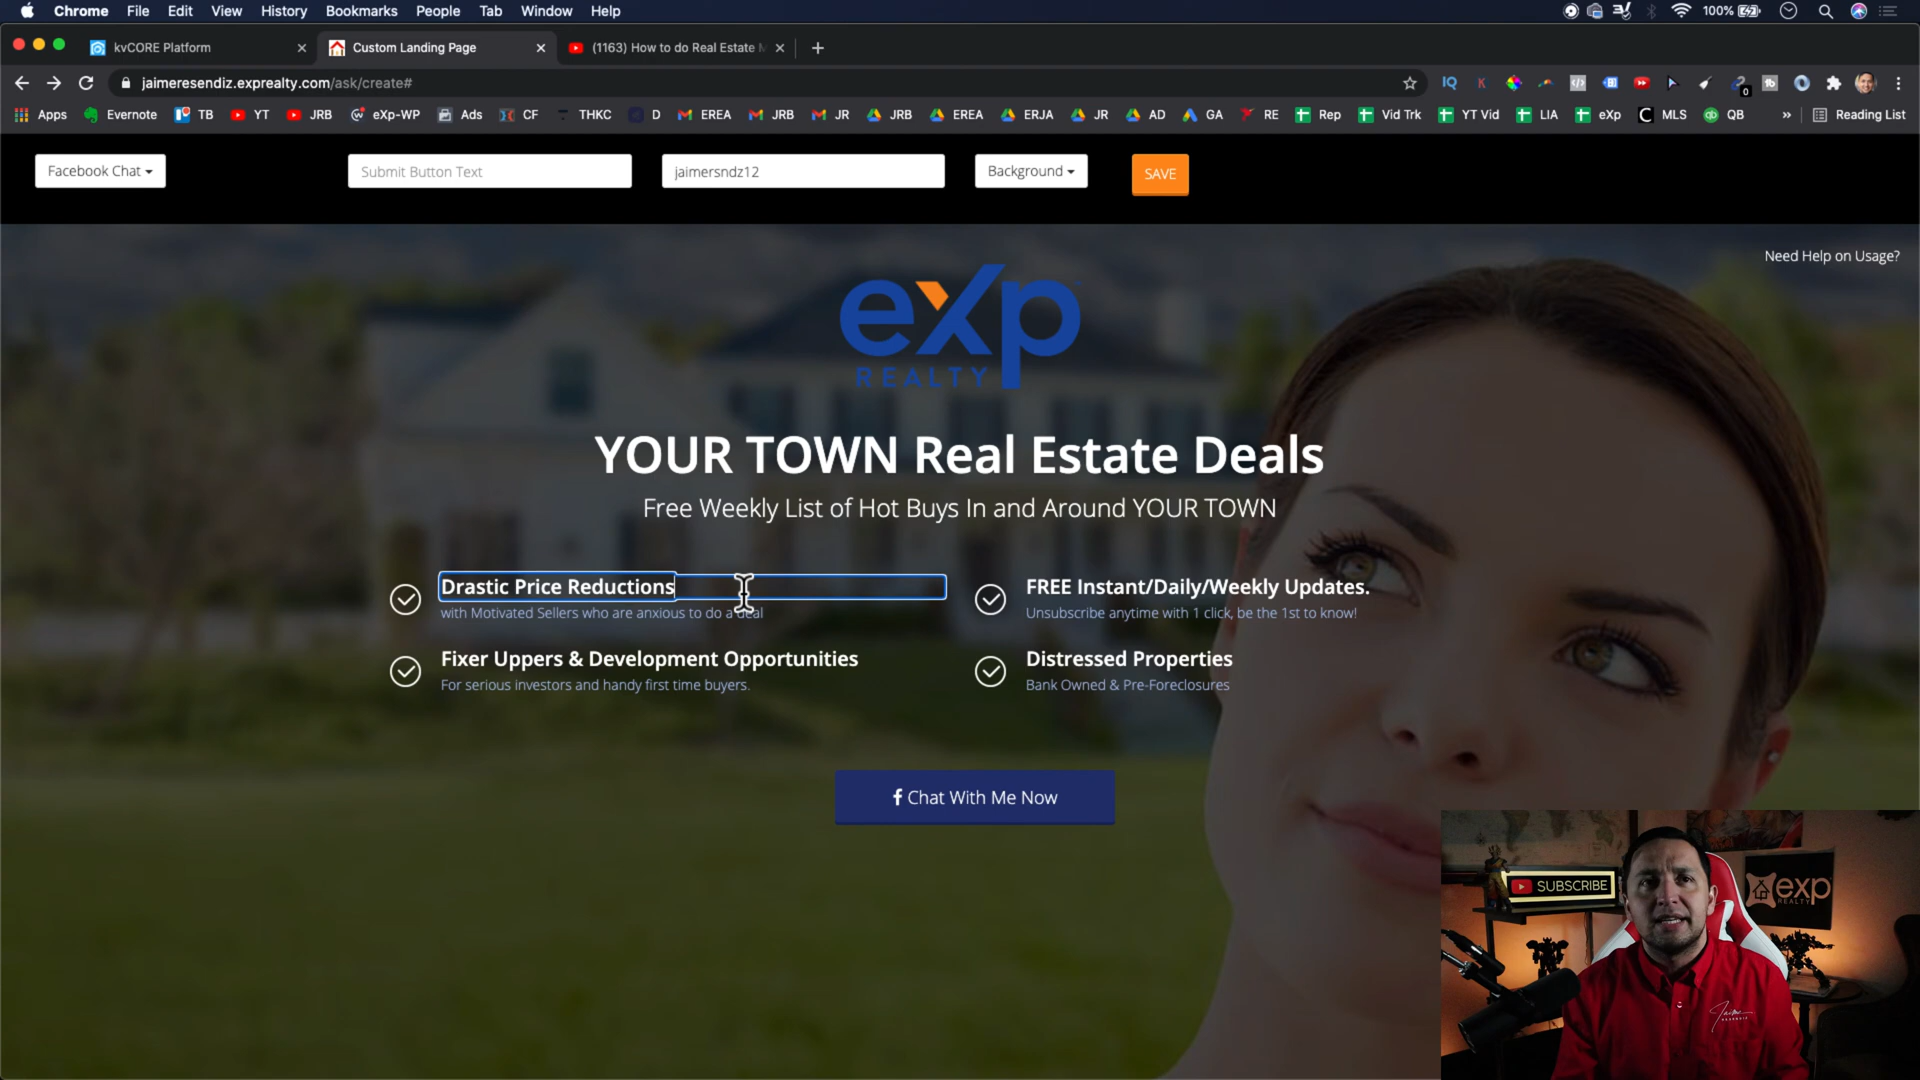 Chrome File Edit View History Bookmarks People Tab Window Help 100%
kvCORE Platform Custom Landing Page (1163) How to do Real Estate M
jaimeresendiz.exprealty.com/ask/create#
Apps Evernote TB YT JRB eXp-WP Ads CF THKC D EREA JRB JR JRB EREA ERJA JR AD GA RE Rep Vid Trk YT Vid LIA eXp MLS QB » Reading List
Facebook Chat Submit Button Text jaimersndz12 Background SAVE
Need Help on Usage?
eXp
REALTY
YOUR TOWN Real Estate Deals
Free Weekly List of Hot Buys In and Around YOUR TOWN
Drastic Price Reductions
with Motivated Sellers who are anxious to do a deal
FREE Instant/Daily/Weekly Updates.
Unsubscribe anytime with 1 click, be the 1st to know!
Fixer Uppers & Development Opportunities
For serious investors and handy first time buyers.
Distressed Properties
Bank Owned & Pre-Foreclosures
f Chat With Me Now
SUBSCRIBE
exp
REALTY
Jaime